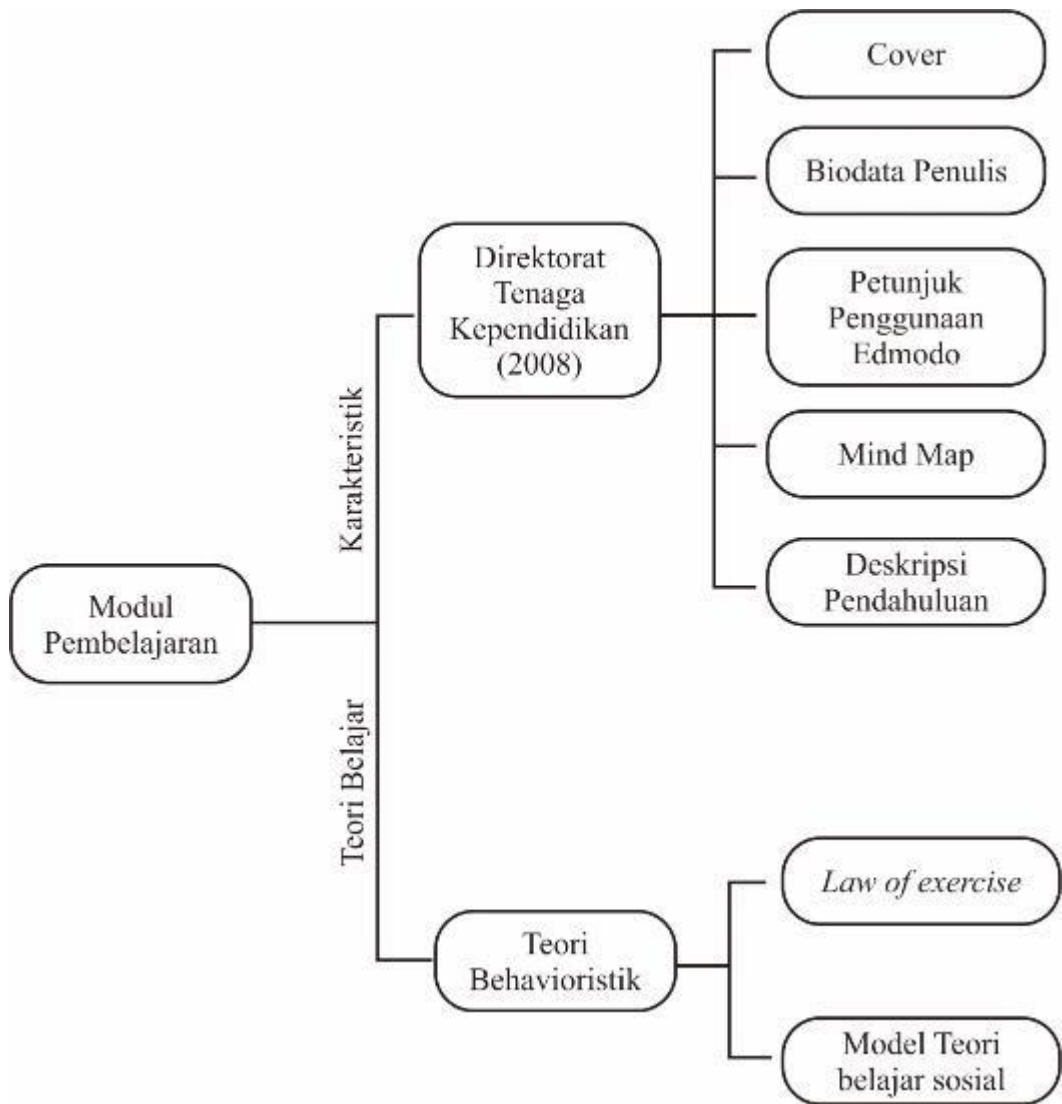 Cover
Biodata Penulis
Direktorat
Tenaga
Kependidikan
(2008)
Petunjuk
Penggunaan
Edmodo
Karakteristik
Mind Map
Deskripsi
Pendahuluan
Modul
Pembelajaran
Teori Belajar
Law of exercise
Teori
Behavioristik
Model Teori
belajar sosial